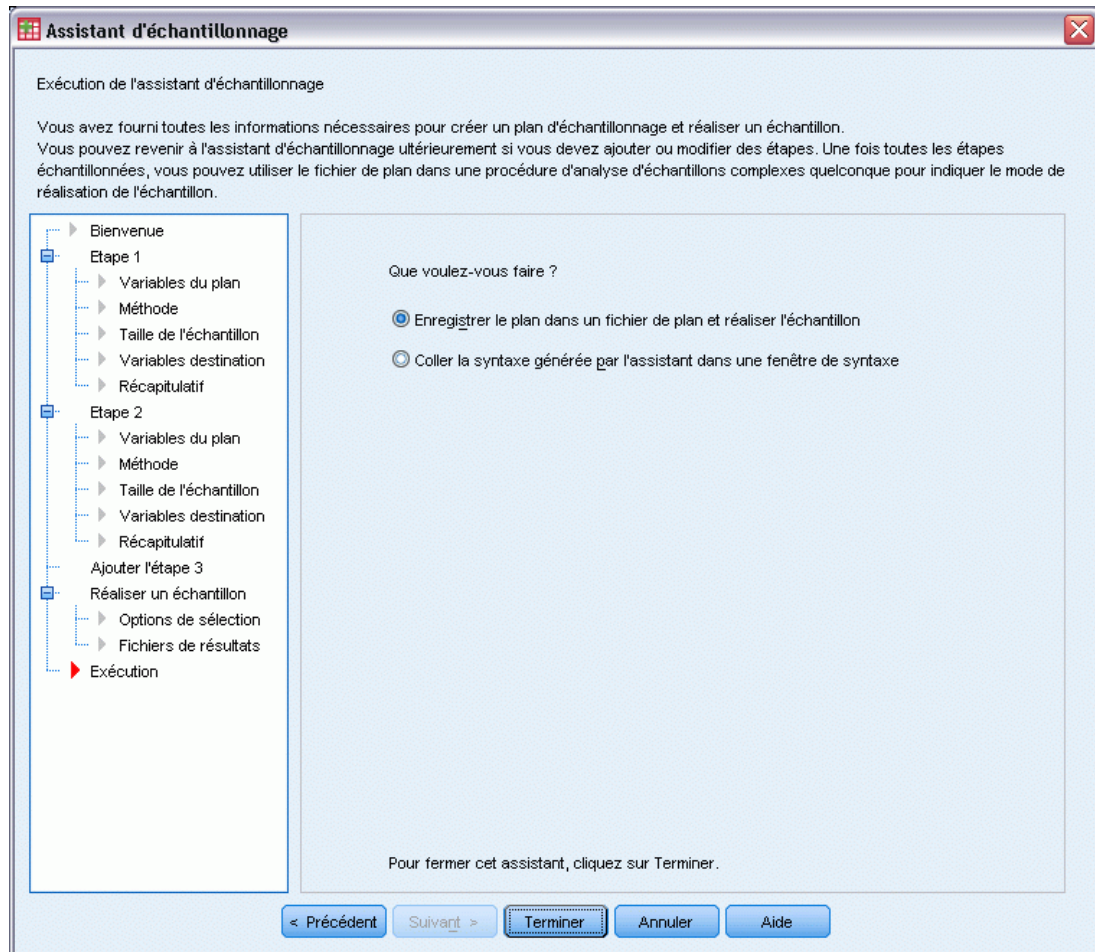 Assistant d'échantillonnage
Exécution de l'assistant d'échantillonnage
Vous avez fourni toutes les informations nécessaires pour créer un plan d'échantillonnage et réaliser un échantillon.
Vous pouvez revenir à l'assistant d'échantillonnage ultérieurement si vous devez ajouter ou modifier des étapes. Une fois toutes les étapes
échantillonnées, vous pouvez utiliser le fichier de plan dans une procédure d'analyse d'échantillons complexes quelconque pour indiquer le mode de
réalisation de l'échantillon.
Bienvenue
Etape 1
Variables du plan
Méthode
Taille de l'échantillon
Variables destination
Récapitulatif
Etape 2
Variables du plan
Méthode
Taille de l'échantillon
Variables destination
Récapitulatif
Ajouter l'étape 3
Réaliser un échantillon
Options de sélection
Fichiers de résultats
Exécution
Que voulez-vous faire ?
Enregistrer le plan dans un fichier de plan et réaliser l'échantillon
Coller la syntaxe générée par l'assistant dans une fenêtre de syntaxe
Pour fermer cet assistant, cliquez sur Terminer.
< Précédent
Suivant >
Terminer
Annuler
Aide